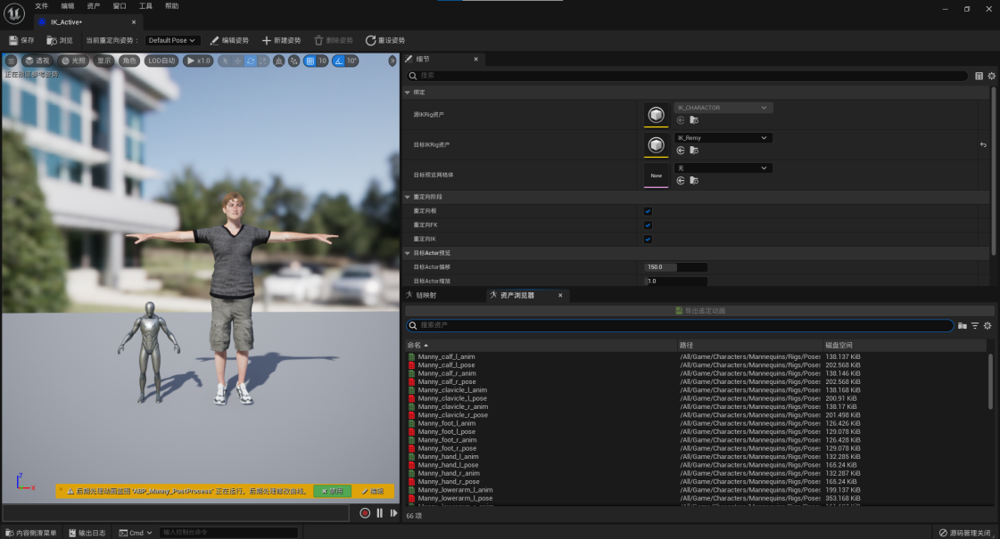 文件 编辑 资产 窗口 工具 帮助
IK_Active•
保存 浏览 当前重定向姿势： Default Pose 编辑姿势 新建姿势 删除姿势 重设姿势
透视 光照 显示 角色 LOD自动 x1.0 10 10°
正在预览参考姿势
细节
搜索
绑定
源IKRig资产 IK_CHARACTOR
目标IKRig资产 IK_Remy
目标预览网格体 None 无
重定向阶段
重定向根
重定向FK
重定向IK
目标Actor预览
目标Actor偏移 150.0
目标Actor缩放 1.0
链映射 资产浏览器
导出选定动画
搜索资产
命名 路径 磁盘空间
Manny_calf_l_anim /All/Game/Characters/Mannequins/Rigs/Poses 138.137 KiB
Manny_calf_l_pose /All/Game/Characters/Mannequins/Rigs/Poses 202.568 KiB
Manny_calf_r_anim /All/Game/Characters/Mannequins/Rigs/Poses 138.146 KiB
Manny_calf_r_pose /All/Game/Characters/Mannequins/Rigs/Poses 202.568 KiB
Manny_clavicle_l_anim /All/Game/Characters/Mannequins/Rigs/Poses 138.168 KiB
Manny_clavicle_l_pose /All/Game/Characters/Mannequins/Rigs/Poses 200.91 KiB
Manny_clavicle_r_anim /All/Game/Characters/Mannequins/Rigs/Poses 138.17 KiB
Manny_clavicle_r_pose /All/Game/Characters/Mannequins/Rigs/Poses 201.498 KiB
Manny_foot_l_anim /All/Game/Characters/Mannequins/Rigs/Poses 126.426 KiB
Manny_foot_l_pose /All/Game/Characters/Mannequins/Rigs/Poses 129.078 KiB
Manny_foot_r_anim /All/Game/Characters/Mannequins/Rigs/Poses 126.428 KiB
Manny_foot_r_pose /All/Game/Characters/Mannequins/Rigs/Poses 129.078 KiB
Manny_hand_l_anim /All/Game/Characters/Mannequins/Rigs/Poses 132.285 KiB
Manny_hand_l_pose /All/Game/Characters/Mannequins/Rigs/Poses 165.24 KiB
Manny_hand_r_anim /All/Game/Characters/Mannequins/Rigs/Poses 132.287 KiB
Manny_hand_r_pose /All/Game/Characters/Mannequins/Rigs/Poses 165.24 KiB
Manny_lowerarm_l_anim /All/Game/Characters/Mannequins/Rigs/Poses 199.137 KiB
Manny_lowerarm_l_pose /All/Game/Characters/Mannequins/Rigs/Poses 353.168 KiB
66 项
Z
X
后期处理动画蓝图'ABP_Manny_PostProcess' 正在运行。后期处理修改曲线。 禁用 编辑
内容侧滑菜单 输出日志 Cmd 输入控制台命令 源码管理关闭